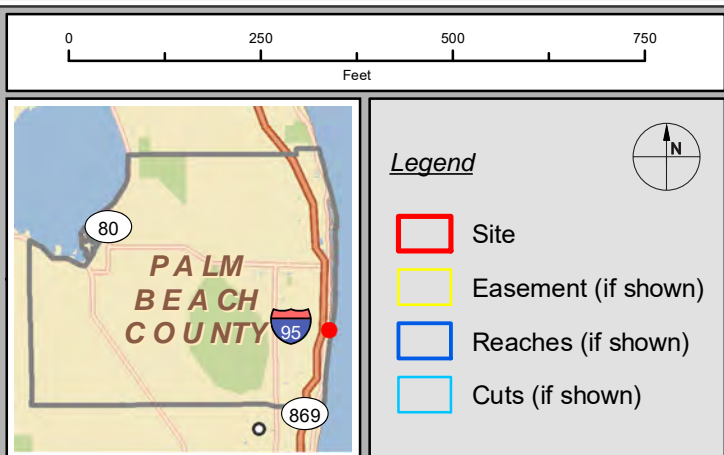 0 250 500 750
Feet
80
PALM
BEACH
COUNTY
95
869
Legend
N
Site
Easement (if shown)
Reaches (if shown)
Cuts (if shown)